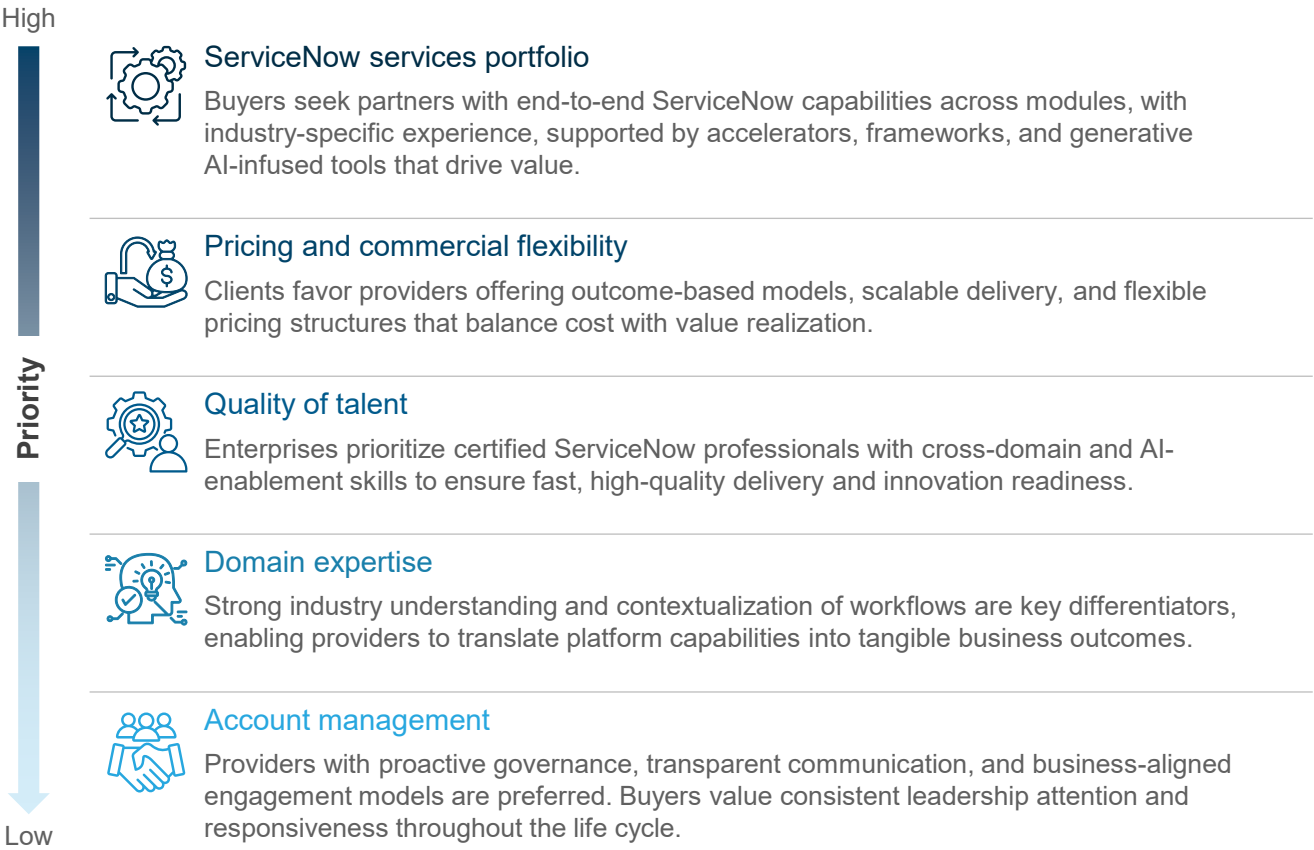 High
ServiceNow services portfolio
Buyers seek partners with end-to-end ServiceNow capabilities across modules, with
industry-specific experience, supported by accelerators, frameworks, and generative
AI-infused tools that drive value.
Pricing and commercial flexibility
$
Clients favor providers offering outcome-based models, scalable delivery, and flexible
pricing structures that balance cost with value realization.
Priority
Quality of talent
Enterprises prioritize certified ServiceNow professionals with cross-domain and AI-
enablement skills to ensure fast, high-quality delivery and innovation readiness.
Domain expertise
Strong industry understanding and contextualization of workflows are key differentiators,
enabling providers to translate platform capabilities into tangible business outcomes.
Account management
Providers with proactive governance, transparent communication, and business-aligned
engagement models are preferred. Buyers value consistent leadership attention and
responsiveness throughout the life cycle.
Low